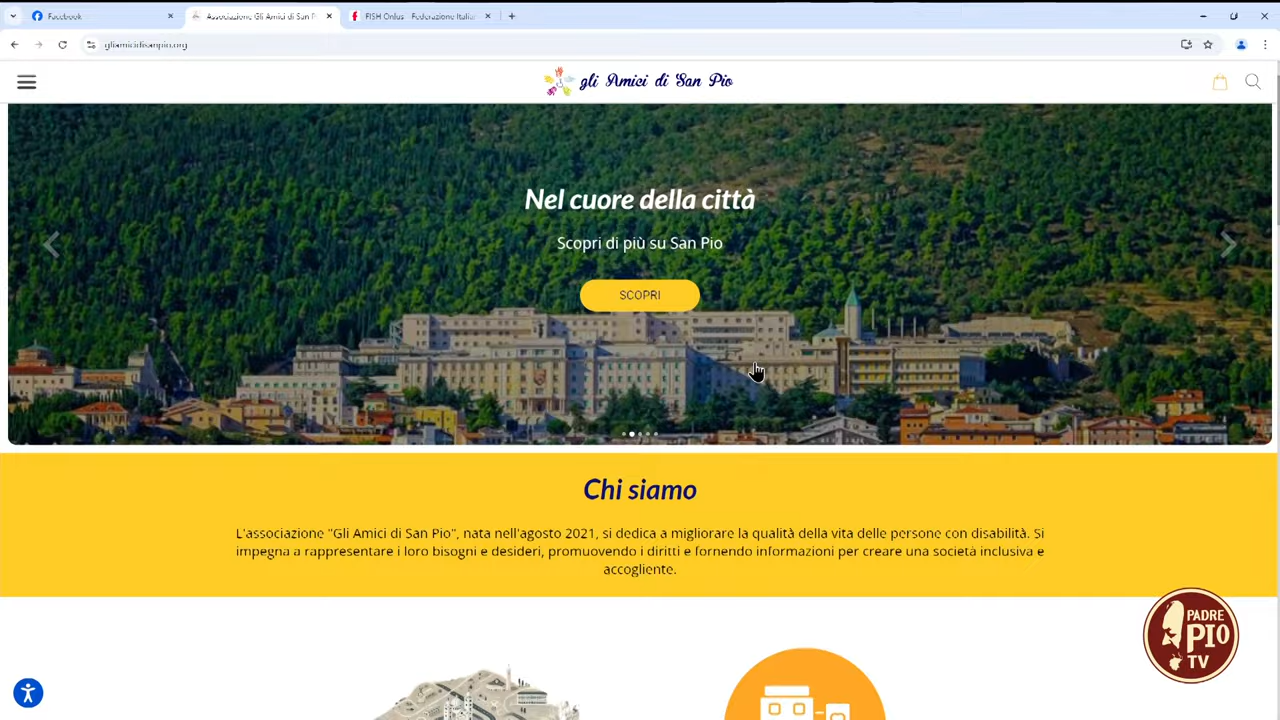 Facebook
Associazione Gli Amici di San P
FISH Onlus - Federazione Italia
gliamicidisanpio.org
gli Amici di San Pio
Nel cuore della città
Scopri di più su San Pio
SCOPRI
Chi siamo
L'associazione "Gli Amici di San Pio", nata nell'agosto 2021, si dedica a migliorare la qualità della vita delle persone con disabilità. Si
impegna a rappresentare i loro bisogni e desideri, promuovendo i diritti e fornendo informazioni per creare una società inclusiva e
accogliente.
PADRE
PIO
TV